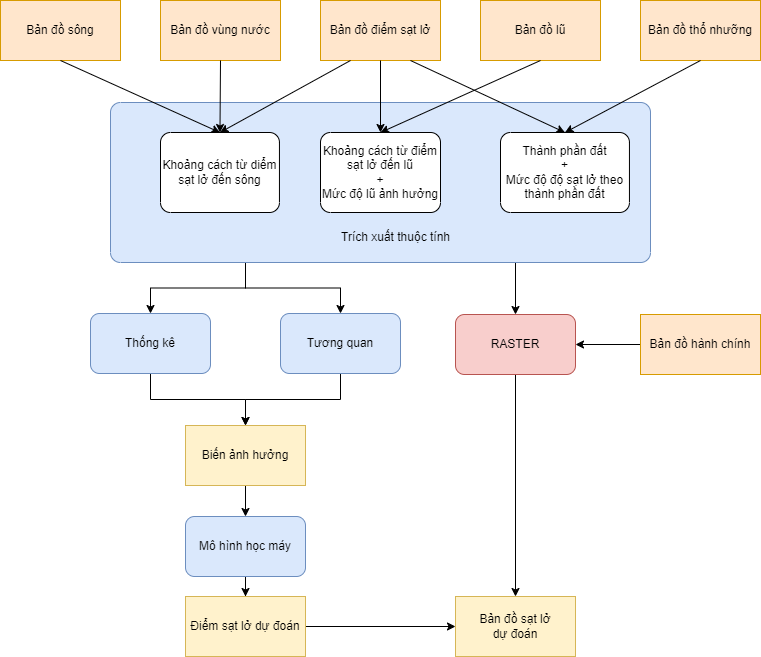 Bản đồ sông
Bản đồ vùng nước
Bản đồ điểm sạt lở
Bản đồ lũ
Bản đồ thổ nhưỡng
Khoảng cách từ diểm
sạt lở đến sông
Khoảng cách từ điểm
sạt lở đến lũ
+
Mức độ lũ ảnh hưởng
Thành phần đất
+
Mức độ độ sạt lở theo
thành phần đất
Trích xuất thuộc tính
Thống kê
Tương quan
RASTER
Bản đồ hành chính
Biến ảnh hưởng
Mô hình học máy
Điểm sạt lở dự đoán
Bản đồ sạt lở
dự đoán